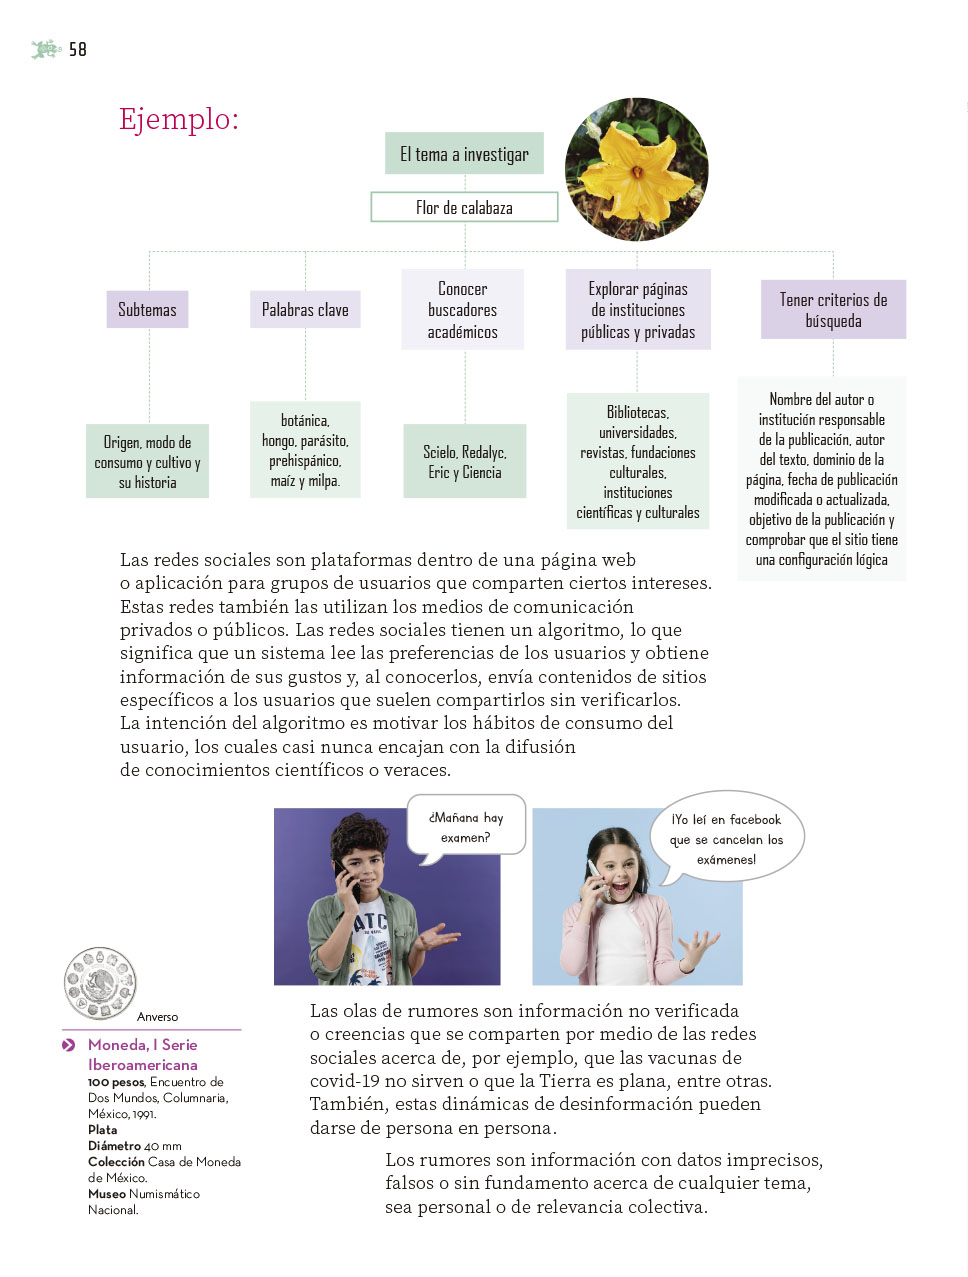 58
Ejemplo:
El tema a investigar
Flor de calabaza
Subtemas
Palabras clave
Conocer
buscadores
académicos
Explorar páginas
de instituciones
públicas y privadas
Tener criterios de
búsqueda
Origen, modo de
consumo y cultivo y
su historia
botánica,
hongo, parásito,
prehispánico,
maíz y milpa.
Scielo, Redalyc,
Eric y Ciencia
Bibliotecas,
universidades,
revistas, fundaciones
culturales,
instituciones
científicas y culturales
Nombre del autor o
institución responsable
de la publicación, autor
del texto, dominio de la
página, fecha de publicación
modificada o actualizada,
objetivo de la publicación y
comprobar que el sitio tiene
una configuración lógica
Las redes sociales son plataformas dentro de una página web
o aplicación para grupos de usuarios que comparten ciertos intereses.
Estas redes también las utilizan los medios de comunicación
privados o públicos. Las redes sociales tienen un algoritmo, lo que
significa que un sistema lee las preferencias de los usuarios y obtiene
información de sus gustos y, al conocerlos, envía contenidos de sitios
específicos a los usuarios que suelen compartirlos sin verificarlos.
La intención del algoritmo es motivar los hábitos de consumo del
usuario, los cuales casi nunca encajan con la difusión
de conocimientos científicos o veraces.
¿Mañana hay
examen?
¡Yo leí en facebook
que se cancelan los
exámenes!
ATC
Anverso
Moneda, I Serie
Iberoamericana
100 pesos, Encuentro de
Dos Mundos, Columnaria,
México, 1991.
Plata
Diámetro 40 mm
Colección Casa de Moneda
de México.
Museo Numismático
Nacional.
Las olas de rumores son información no verificada
o creencias que se comparten por medio de las redes
sociales acerca de, por ejemplo, que las vacunas de
covid-19 no sirven o que la Tierra es plana, entre otras.
También, estas dinámicas de desinformación pueden
darse de persona en persona.
Los rumores son información con datos imprecisos,
falsos o sin fundamento acerca de cualquier tema,
sea personal o de relevancia colectiva.